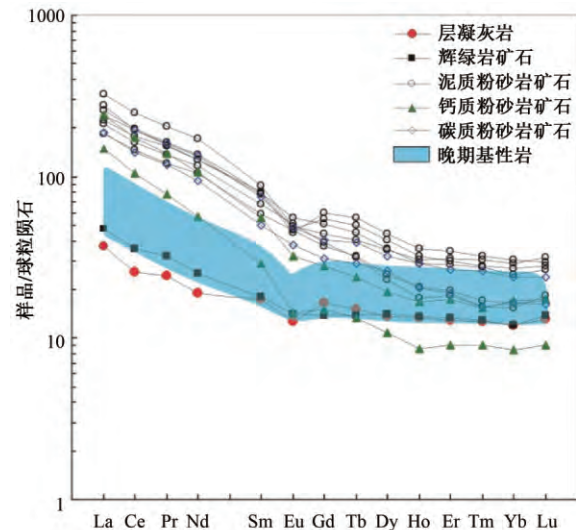 1000
100
10
1
样品/球粒陨石
层凝灰岩
辉绿岩矿石
泥质粉砂岩矿石
钙质粉砂岩矿石
碳质粉砂岩矿石
晚期基性岩
La Ce Pr Nd Sm Eu Gd Tb Dy Ho Er Tm Yb Lu